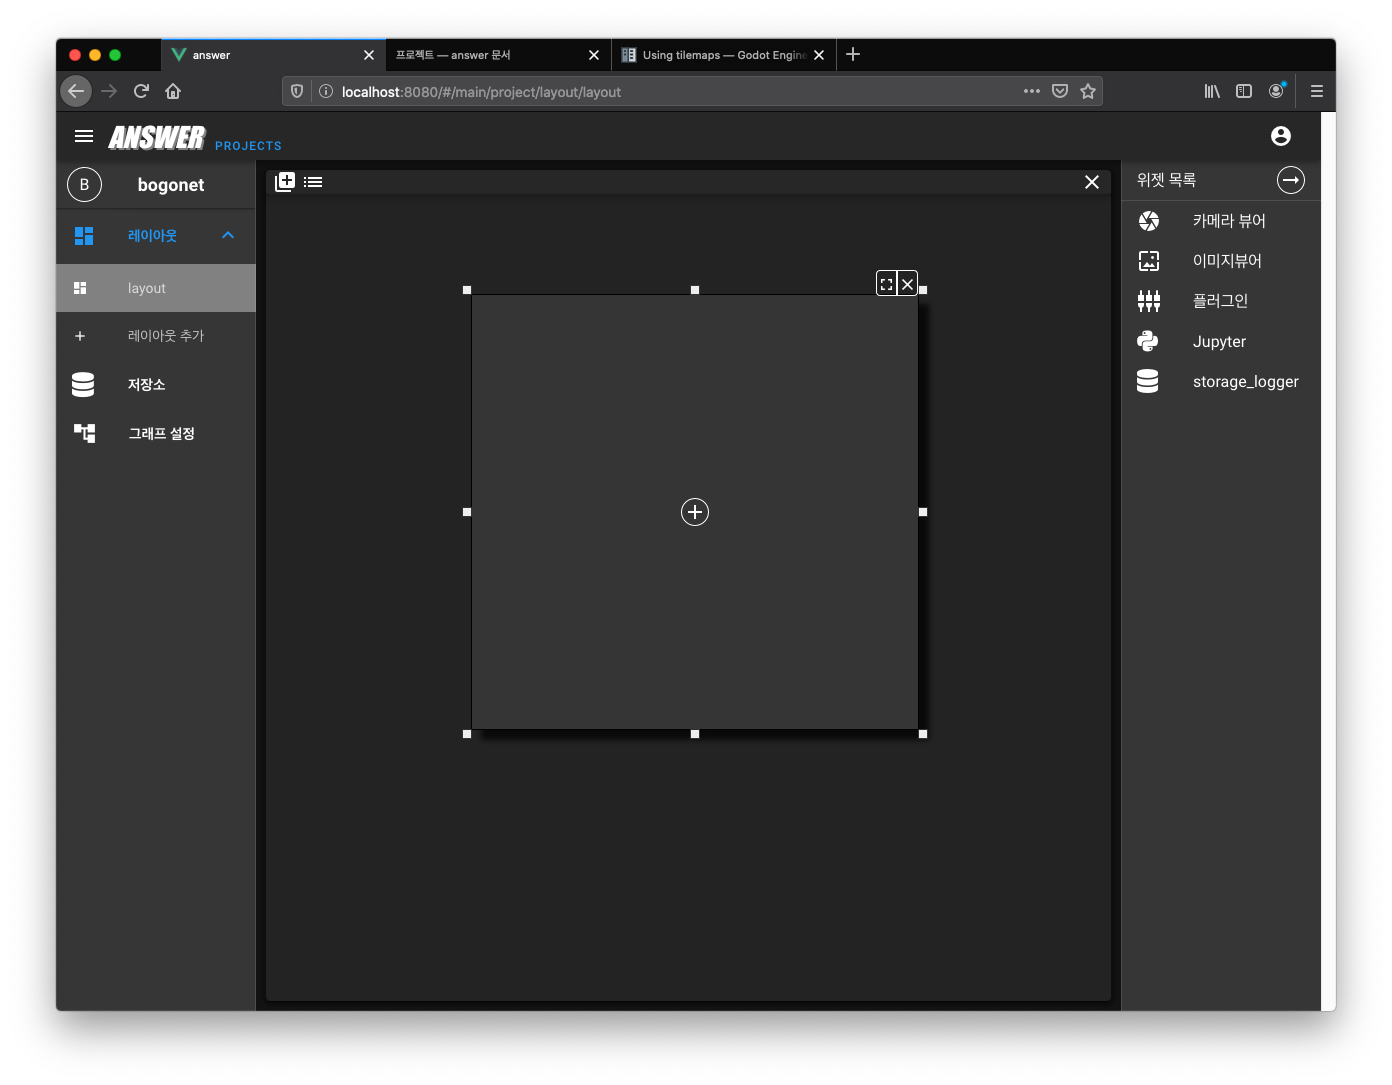 answer
프로젝트 — answer 문서
Using tilemaps — Godot Engine
localhost:8080/#/main/project/layout/layout
ANSWER PROJECTS
B bogonet
레이아웃
layout
레이아웃 추가
저장소
그래프 설정
위젯 목록
카메라 뷰어
이미지뷰어
플러그인
Jupyter
storage_logger